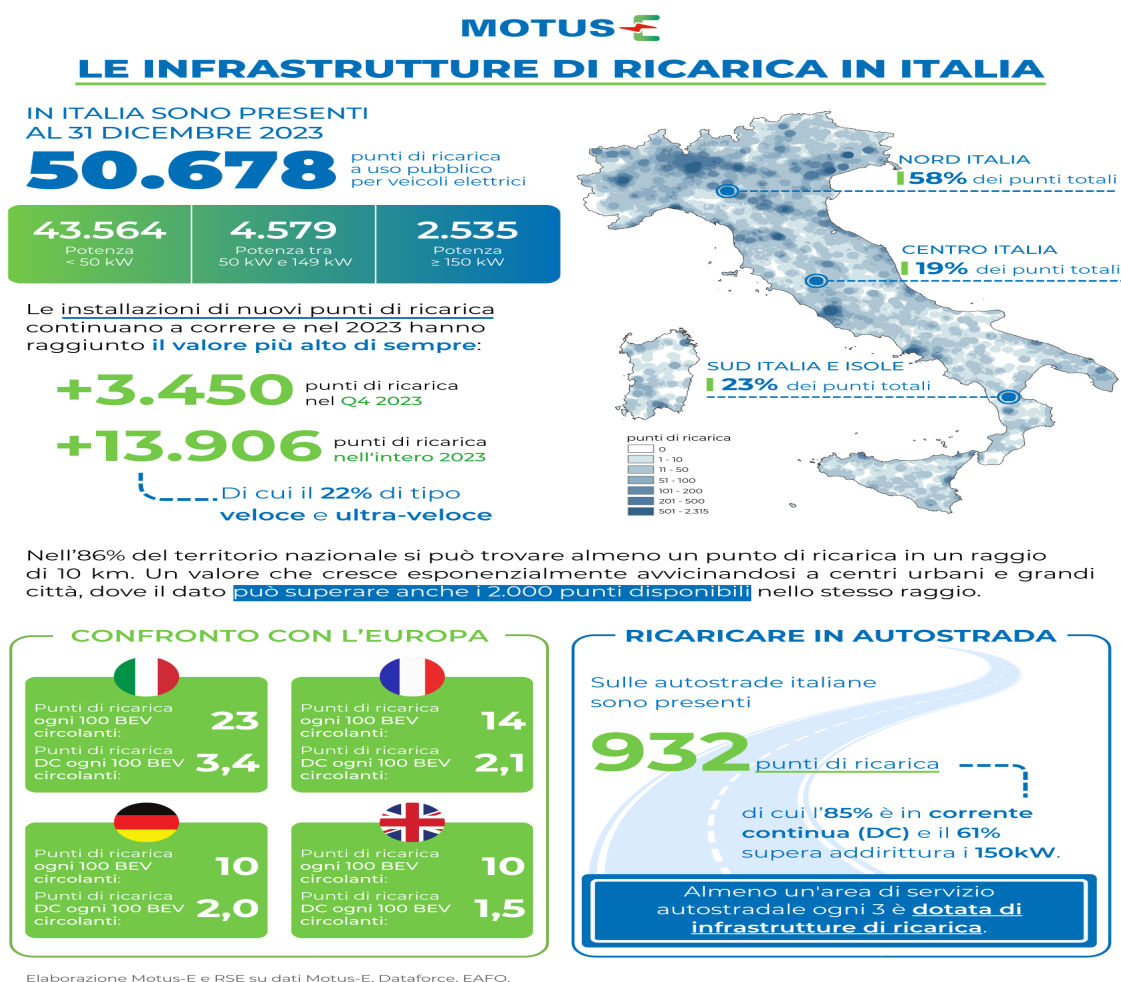 MOTUS-E
LE INFRASTRUTTURE DI RICARICA IN ITALIA
IN ITALIA SONO PRESENTI
AL 31 DICEMBRE 2023
50.678
punti di ricarica
a uso pubblico
per veicoli elettrici
43.564
Potenza
< 50 kW
4.579
Potenza tra
50 kW e 149 kW
2.535
Potenza
≥ 150 kW
Le installazioni di nuovi punti di ricarica
continuano a correre e nel 2023 hanno
raggiunto il valore più alto di sempre:
+3.450
punti di ricarica
nel Q4 2023
+13.906
punti di ricarica
nell'intero 2023
Di cui il 22% di tipo
veloce e ultra-veloce
NORD ITALIA
58% dei punti totali
CENTRO ITALIA
19% dei punti totali
SUD ITALIA E ISOLE
23% dei punti totali
punti di ricarica
0
1 - 10
11 - 50
51 - 100
101 - 200
201 - 500
501 - 2.315
Nell'86% del territorio nazionale si può trovare almeno un punto di ricarica in un raggio
di 10 km. Un valore che cresce esponenzialmente avvicinandosi a centri urbani e grandi
città, dove il dato può superare anche i 2.000 punti disponibili nello stesso raggio.
CONFRONTO CON L'EUROPA
Punti di ricarica
ogni 100 BEV
circolanti:
23
Punti di ricarica
DC ogni 100 BEV
circolanti:
3,4
Punti di ricarica
ogni 100 BEV
circolanti:
14
Punti di ricarica
DC ogni 100 BEV
circolanti:
2,1
Punti di ricarica
ogni 100 BEV
circolanti:
10
Punti di ricarica
DC ogni 100 BEV
circolanti:
2,0
Punti di ricarica
ogni 100 BEV
circolanti:
10
Punti di ricarica
DC ogni 100 BEV
circolanti:
1,5
RICARICARE IN AUTOSTRADA
Sulle autostrade italiane
sono presenti
932 punti di ricarica
di cui l'85% è in corrente
continua (DC) e il 61%
supera addirittura i 150kW.
Almeno un'area di servizio
autostradale ogni 3 è dotata di
infrastrutture di ricarica.
Elaborazione Motus-E e RSE su dati Motus-E, Dataforce, EAFO.